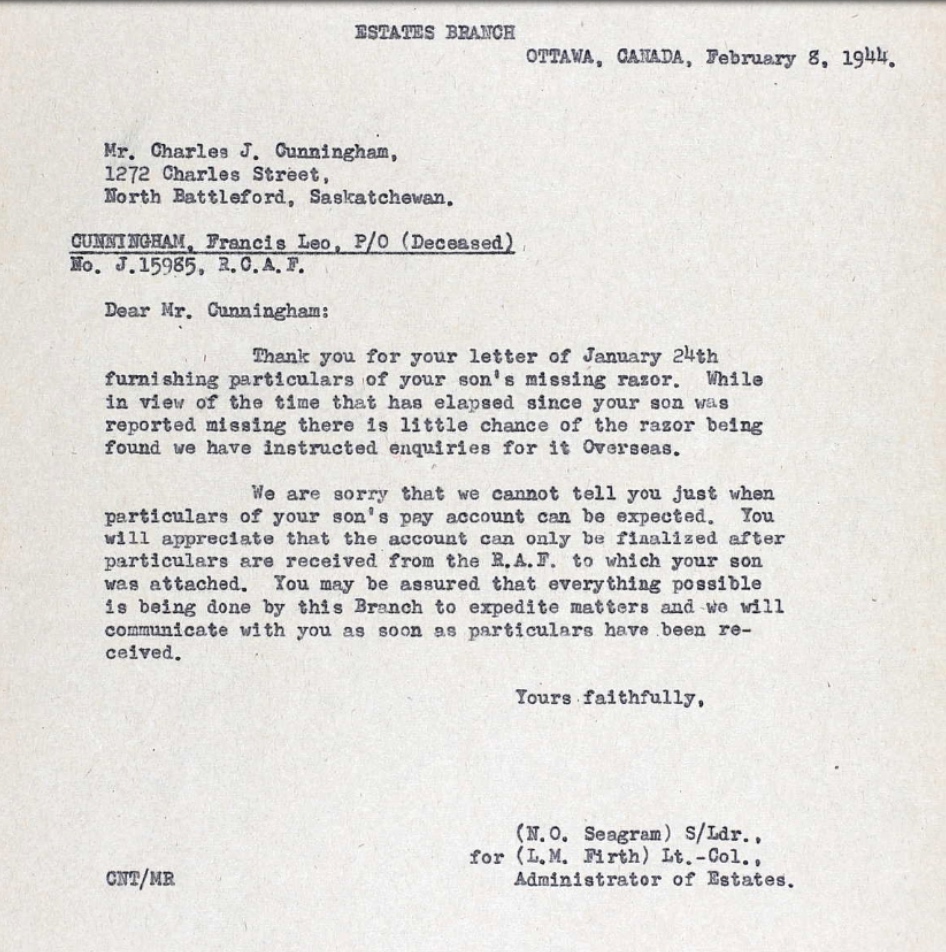 ESTATES BRANCH
OTTAWA, CANADA, February 8, 1944.
Mr. Charles J. Cunningham,
1272 Charles Street,
North Battleford, Saskatchewan.
CUNNINGHAM, Francis Leo, P/O (Deceased)
No. J.15985, R.C.A.F.
Dear Mr. Cunningham:
Thank you for your letter of January 24th
furnishing particulars of your son's missing razor. While
in view of the time that has elapsed since your son was
reported missing there is little chance of the razor being
found we have instructed enquiries for it Overseas.
We are sorry that we cannot tell you just when
particulars of your son's pay account can be expected. You
will appreciate that the account can only be finalized after
particulars are received from the R.A.F. to which your son
was attached. You may be assured that everything possible
is being done by this Branch to expedite matters and we will
communicate with you as soon as particulars have been re-
ceived.
Yours faithfully,
(N.O. Seagram) S/Ldr.,
for (L.M. Firth) Lt.-Col.,
CNT/MR Administrator of Estates.